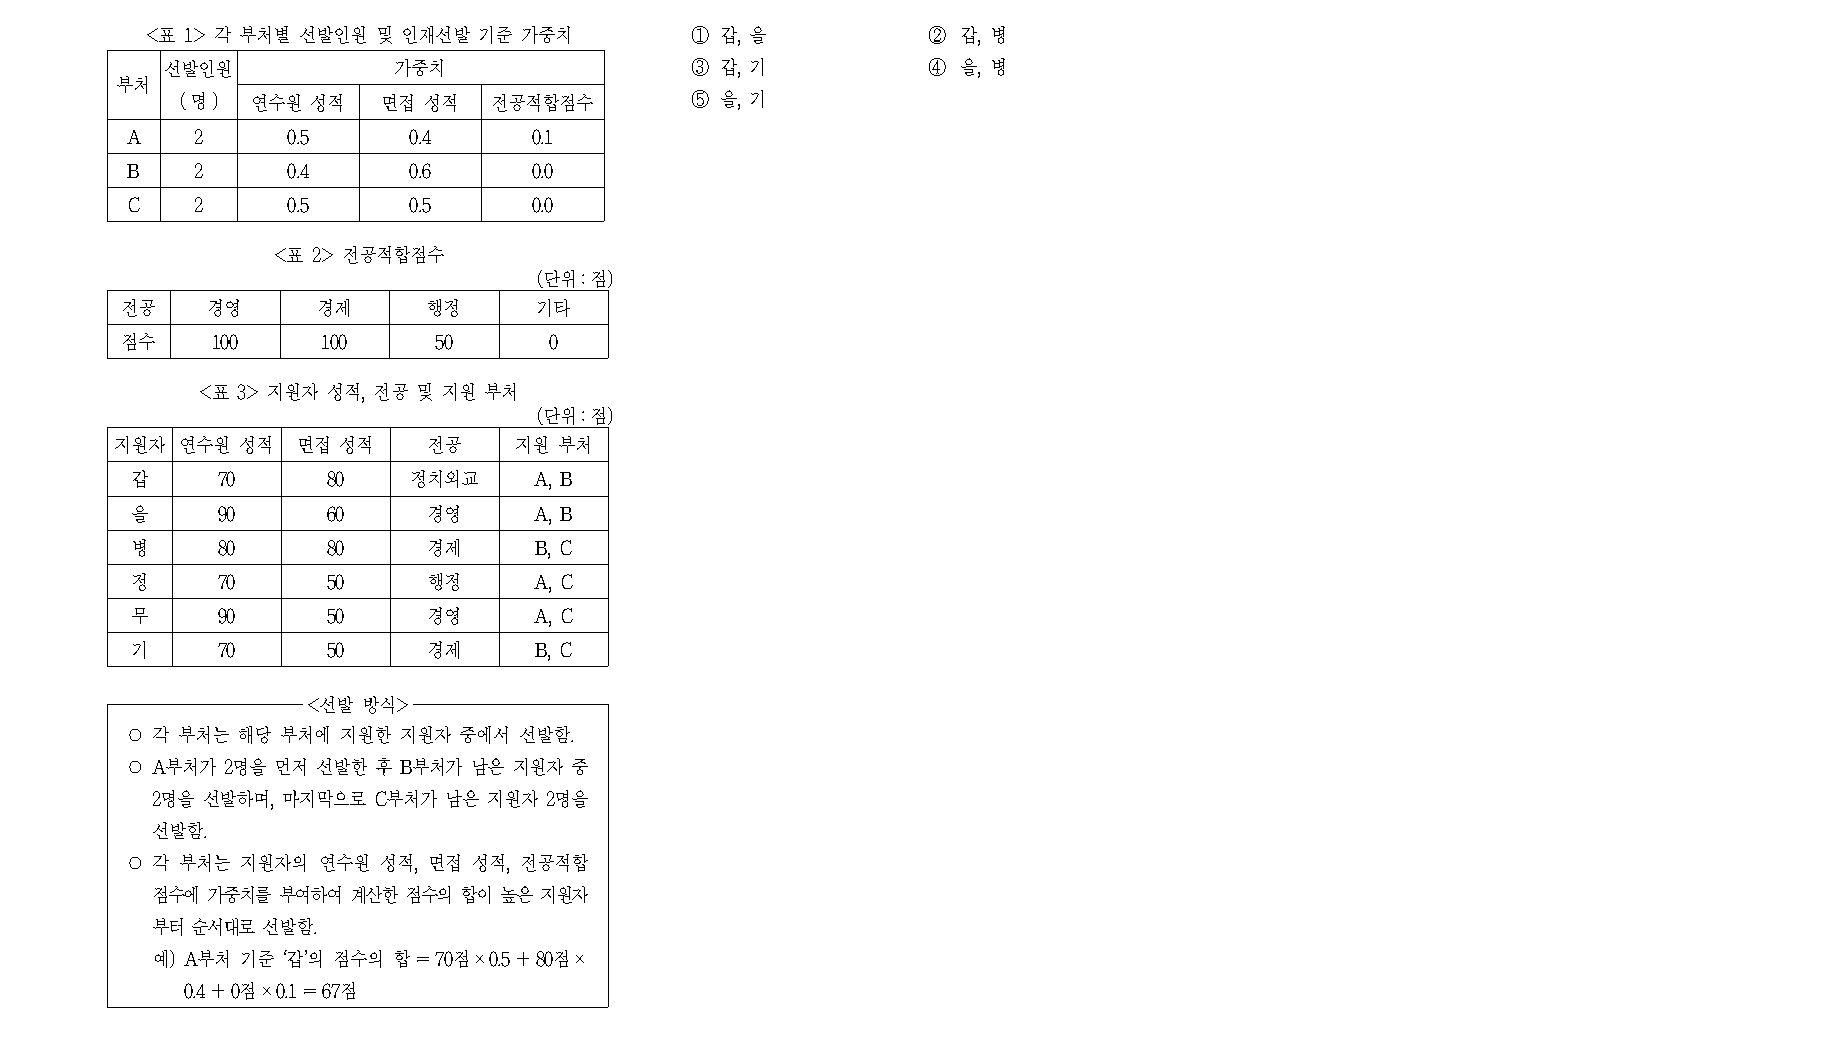 <표 1> 각 부처별 선발인원 및 인재선발 기준 가중치
부처 선발인원(명) 가중치
연수원 성적 면접 성적 전공적합점수
A 2 0.5 0.4 0.1
B 2 0.4 0.6 0.0
C 2 0.5 0.5 0.0
<표 2> 전공적합점수
(단위 : 점)
전공 경영 경제 행정 기타
점수 100 100 50 0
<표 3> 지원자 성적, 전공 및 지원 부처
(단위 : 점)
지원자 연수원 성적 면접 성적 전공 지원 부처
갑 70 80 정치외교 A, B
을 90 60 경영 A, B
병 80 80 경제 B, C
정 70 50 행정 A, C
무 90 50 경영 A, C
기 70 50 경제 B, C
<선발 방식>
○ 각 부처는 해당 부처에 지원한 지원자 중에서 선발함.
○ A부처가 2명을 먼저 선발한 후 B부처가 남은 지원자 중
2명을 선발하며, 마지막으로 C부처가 남은 지원자 2명을
선발함.
○ 각 부처는 지원자의 연수원 성적, 면접 성적, 전공적합
점수에 가중치를 부여하여 계산한 점수의 합이 높은 지원자
부터 순서대로 선발함.
예) A부처 기준 ‘갑’의 점수의 합 = 70점 × 0.5 + 80점 ×
0.4 + 0점 × 0.1 = 67점
① 갑, 을 ② 갑, 병
③ 갑, 기 ④ 을, 병
⑤ 을, 기